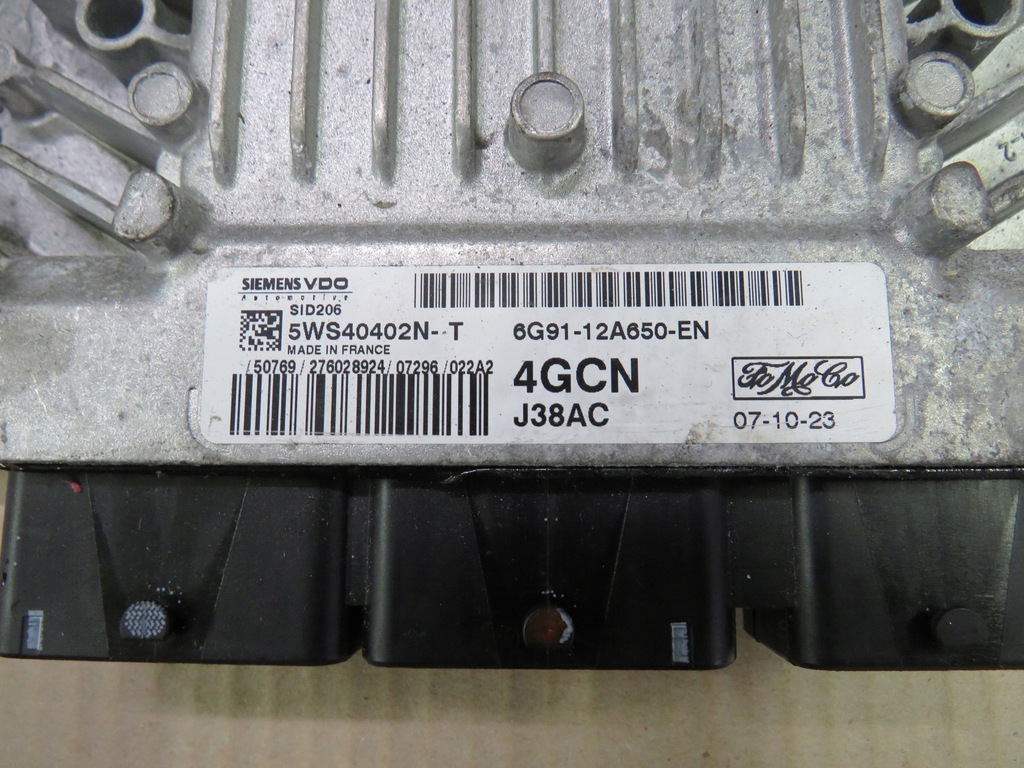 SIEMENS VDO
Automotive
SID206
5WS40402N- T
MADE IN FRANCE
/50769/276028924/07296/022A2
6G91-12A650-EN
4GCN
J38AC
FoMoCo
07-10-23